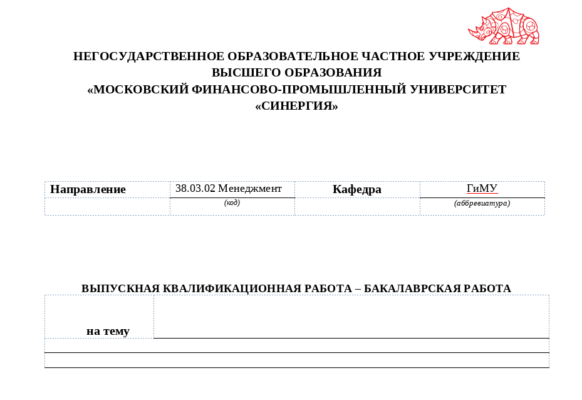 НЕГОСУДАРСТВЕННОЕ ОБРАЗОВАТЕЛЬНОЕ ЧАСТНОЕ УЧРЕЖДЕНИЕ
ВЫСШЕГО ОБРАЗОВАНИЯ
«МОСКОВСКИЙ ФИНАНСОВО-ПРОМЫШЛЕННЫЙ УНИВЕРСИТЕТ
«СИНЕРГИЯ»
Направление 38.03.02 Менеджмент Кафедра ГиМУ
(код) (аббревиатура)
ВЫПУСКНАЯ КВАЛИФИКАЦИОННАЯ РАБОТА – БАКАЛАВРСКАЯ РАБОТА
на тему